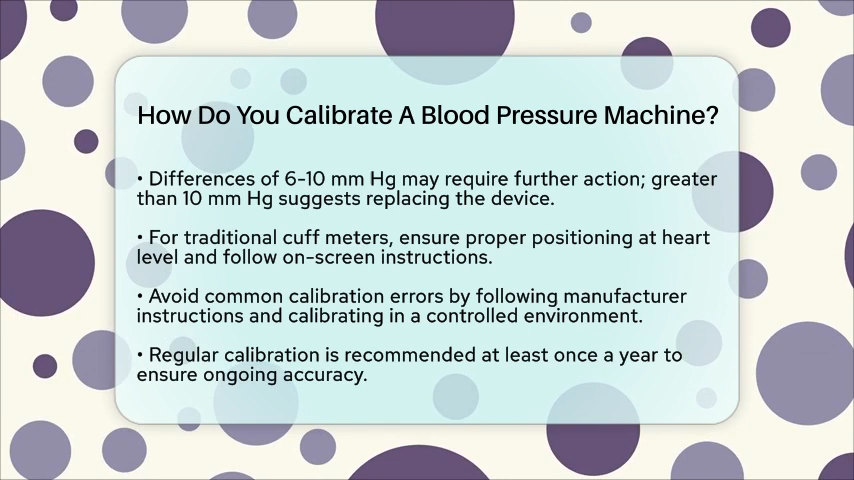 How Do You Calibrate A Blood Pressure Machine?
• Differences of 6-10 mm Hg may require further action; greater
than 10 mm Hg suggests replacing the device.
• For traditional cuff meters, ensure proper positioning at heart
level and follow on-screen instructions.
• Avoid common calibration errors by following manufacturer
instructions and calibrating in a controlled environment.
• Regular calibration is recommended at least once a year to
ensure ongoing accuracy.